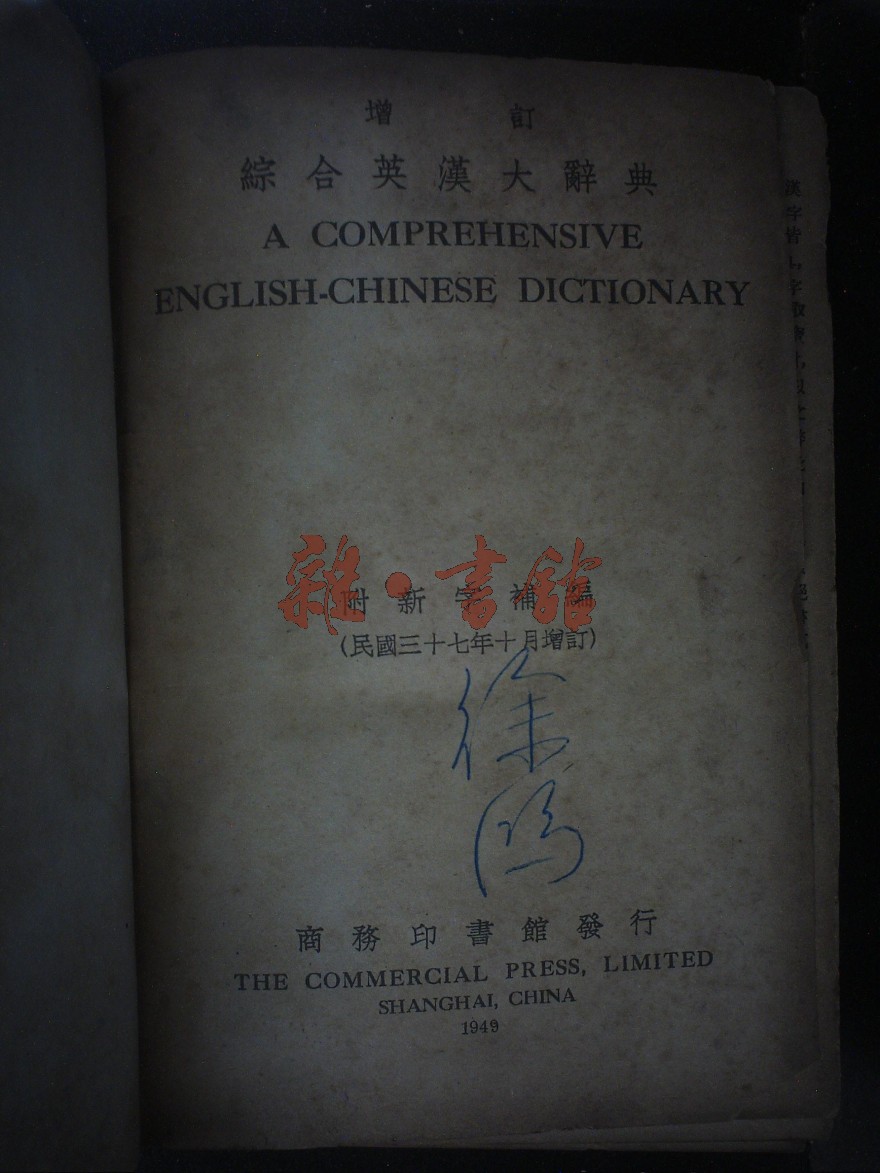 增訂
綜合英漢大辭典
A COMPREHENSIVE
ENGLISH-CHINESE DICTIONARY
附新字補編
雜·書館
(民國三十七年十月增訂)
徐
商務印書館發行
THE COMMERCIAL PRESS, LIMITED
SHANGHAI, CHINA
1949